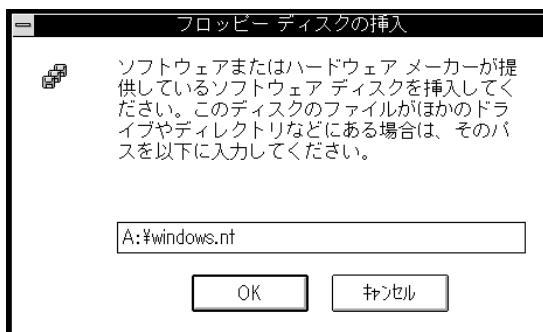 フロッピー ディスクの挿入
ソフトウェアまたはハードウェア メーカーが提
供しているソフトウェア ディスクを挿入してく
ださい。このディスクのファイルがほかのドラ
イブやディレクトリなどにある場合は、そのパ
スを以下に入力してください。
A:¥windows.nt
OK ｷｬﾝｾﾙ